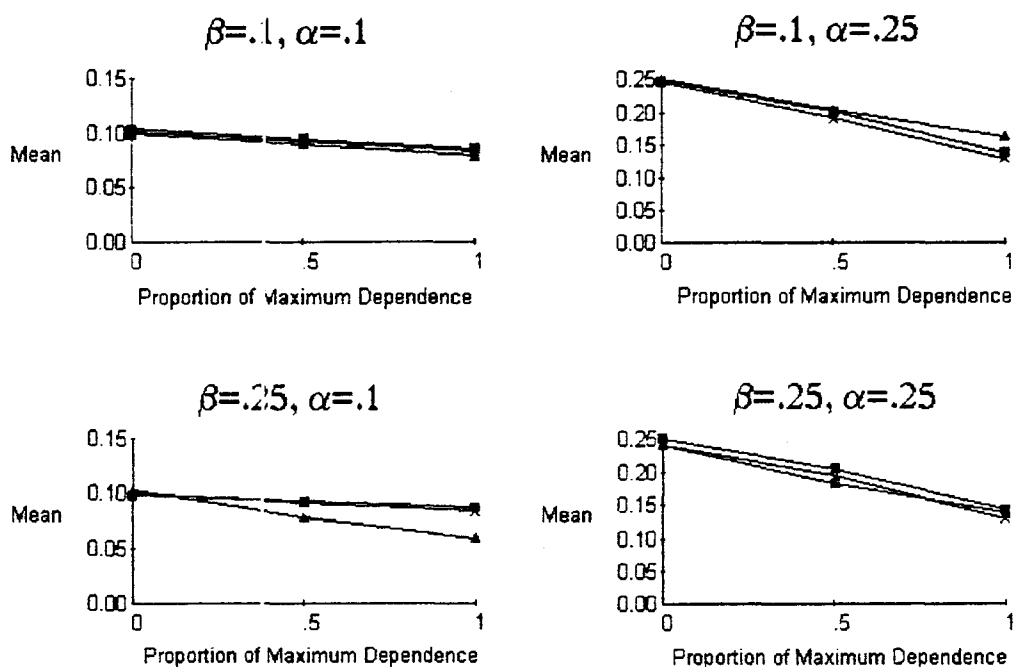 β=.1, α=.1
0.15
0.10
Mean
0.05
0.00
0 .5 1
Proportion of Maximum Dependence
β=.1, α=.25
0.25
0.20
Mean
0.15
0.10
0.05
0.00
0 .5 1
Proportion of Maximum Dependence
β=.25, α=.1
0.15
0.10
Mean
0.05
0.00
0 .5 1
Proportion of Maximum Dependence
β=.25, α=.25
0.25
0.20
Mean
0.15
0.10
0.05
0.00
0 .5 1
Proportion of Maximum Dependence